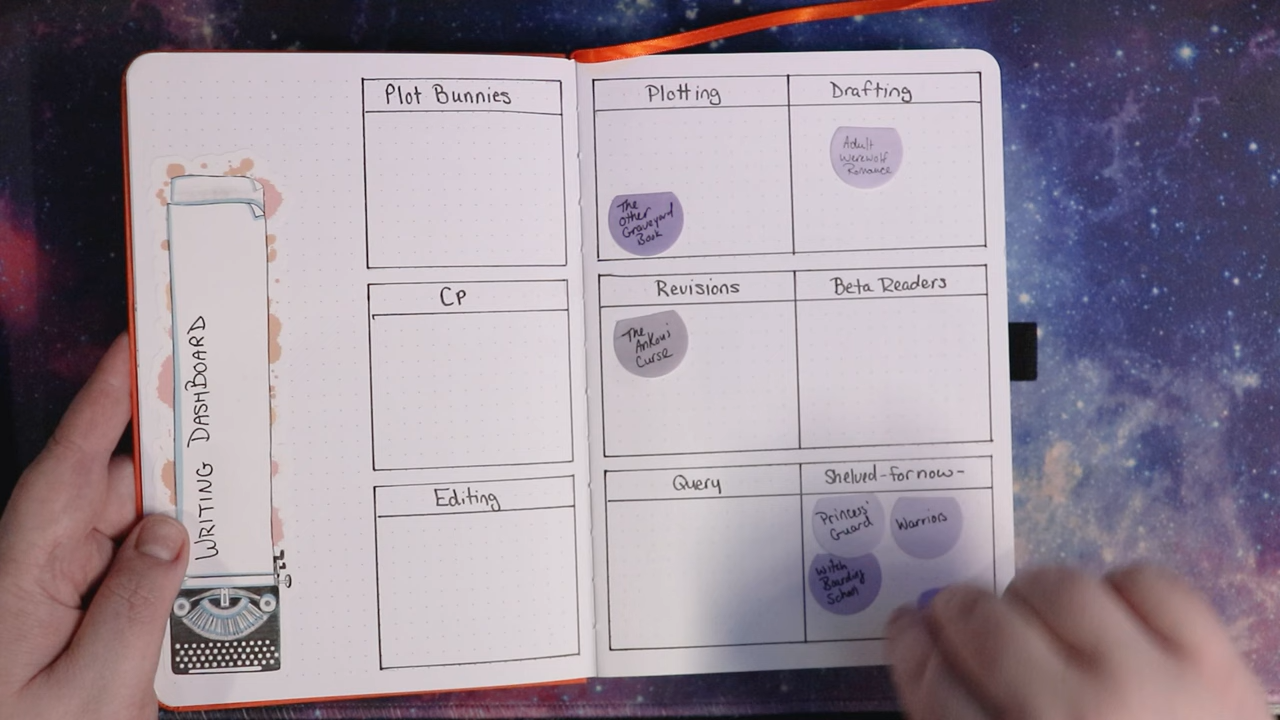 WRITING DASHBOARD
Plot Bunnies
CP
Editing
Plotting
The
Other
Graveyard
Book
Drafting
Adult
Werewolf
Romance
Revisions
The
Ankou's
Curse
Beta Readers
Query
Shelved-for now-
Princess'
Guard
Warriors
Witch
Boarding
School